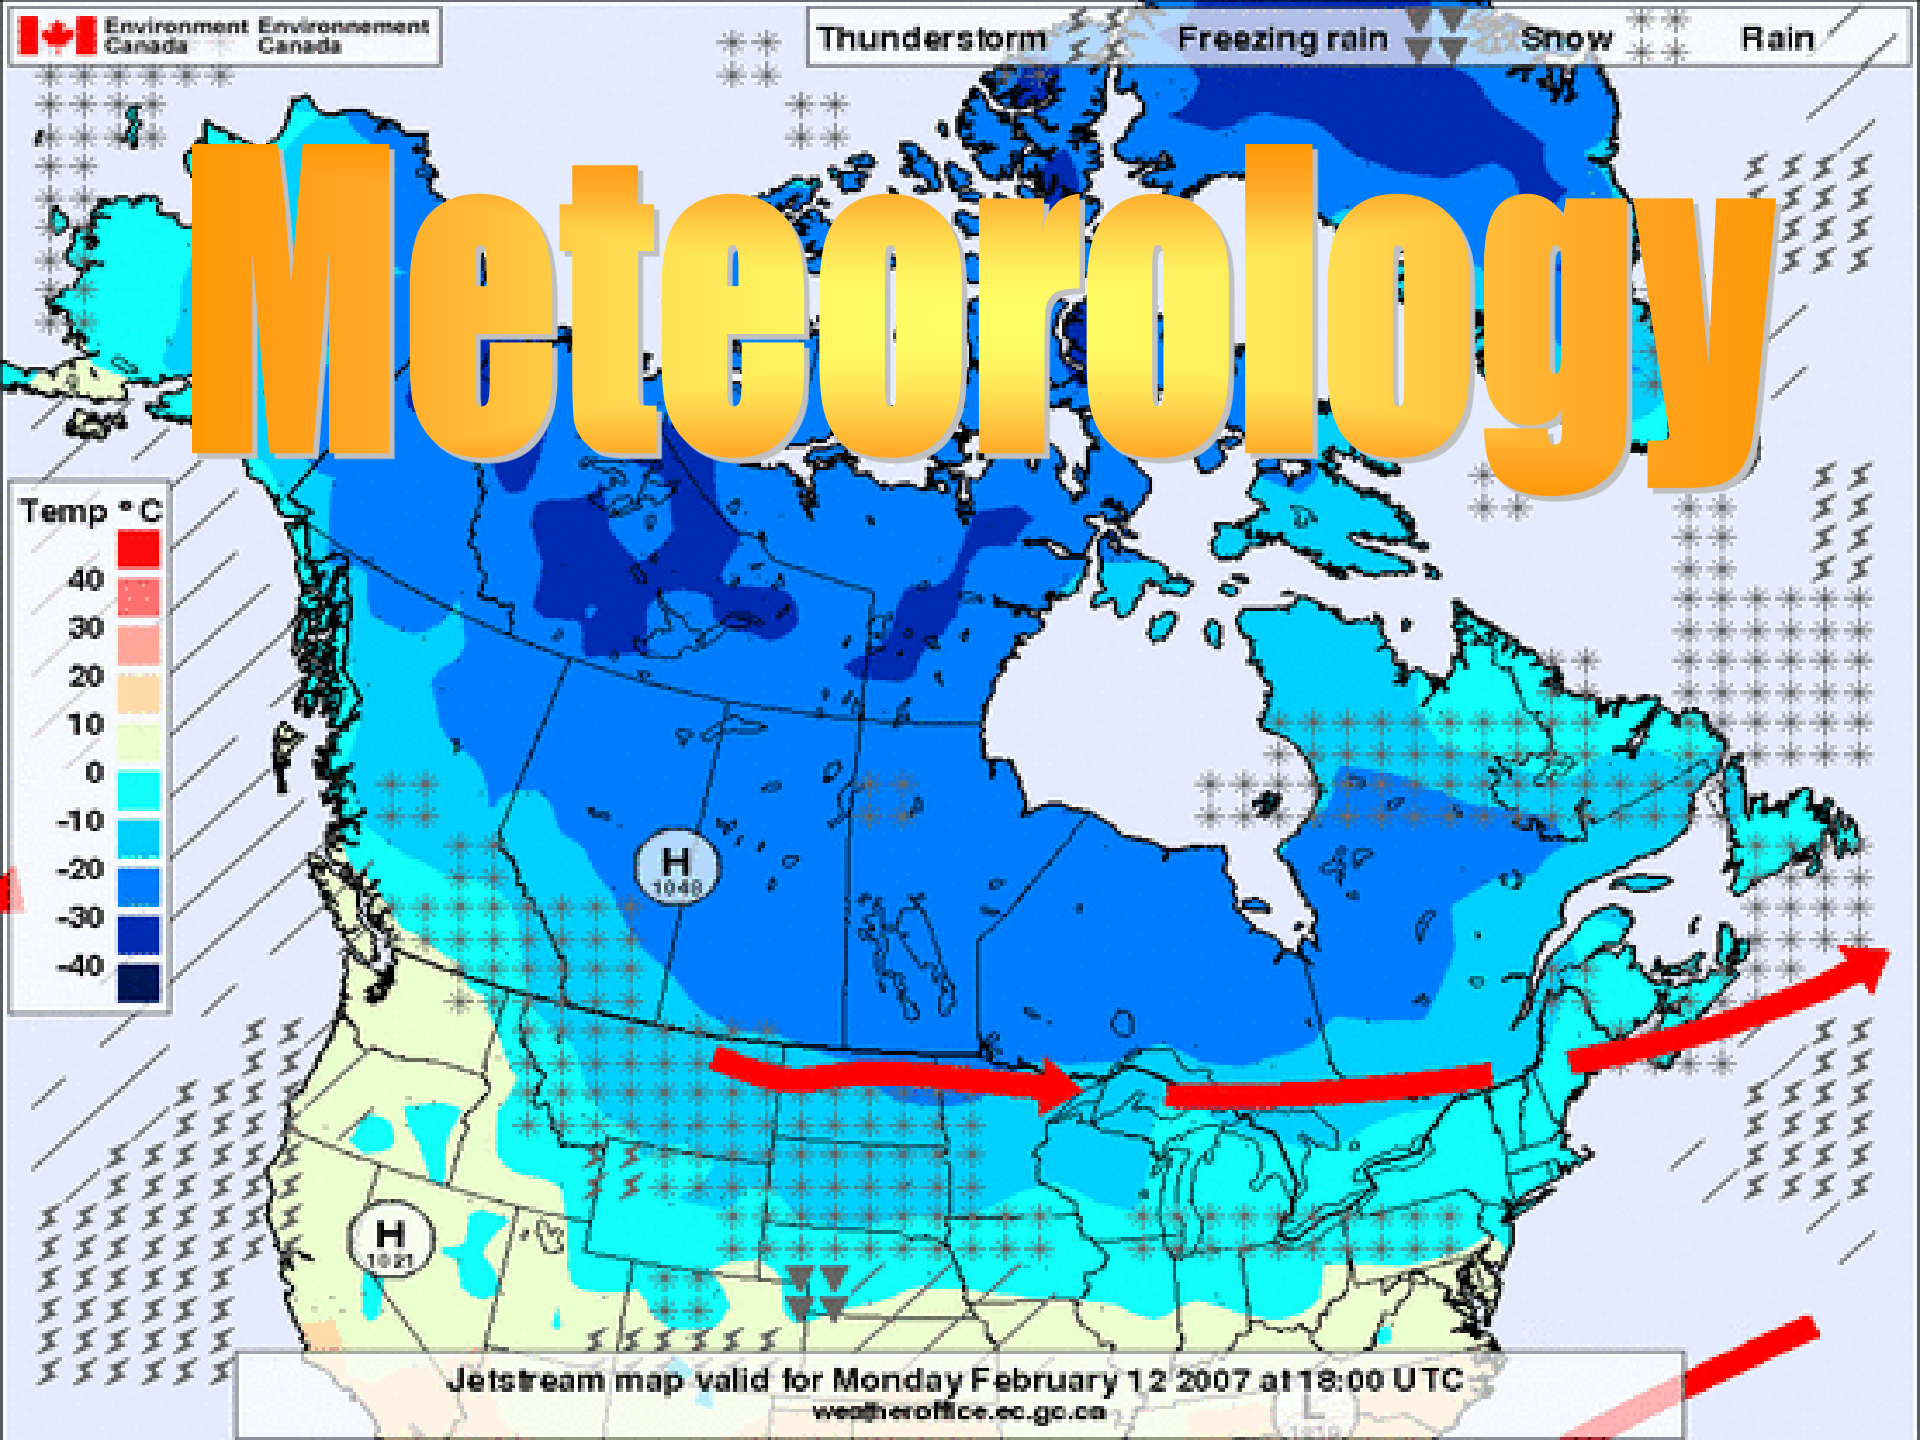 Environment Environnement
Canada Canada
Thunderstorm Freezing rain Snow Rain
Meteorology
Temp °C
40
30
20
10
0
-10
-20
-30
-40
H
1048
H
1021
Jetstream map valid for Monday February 12 2007 at 18:00 UTC
weatheroffice.ec.gc.ca
L